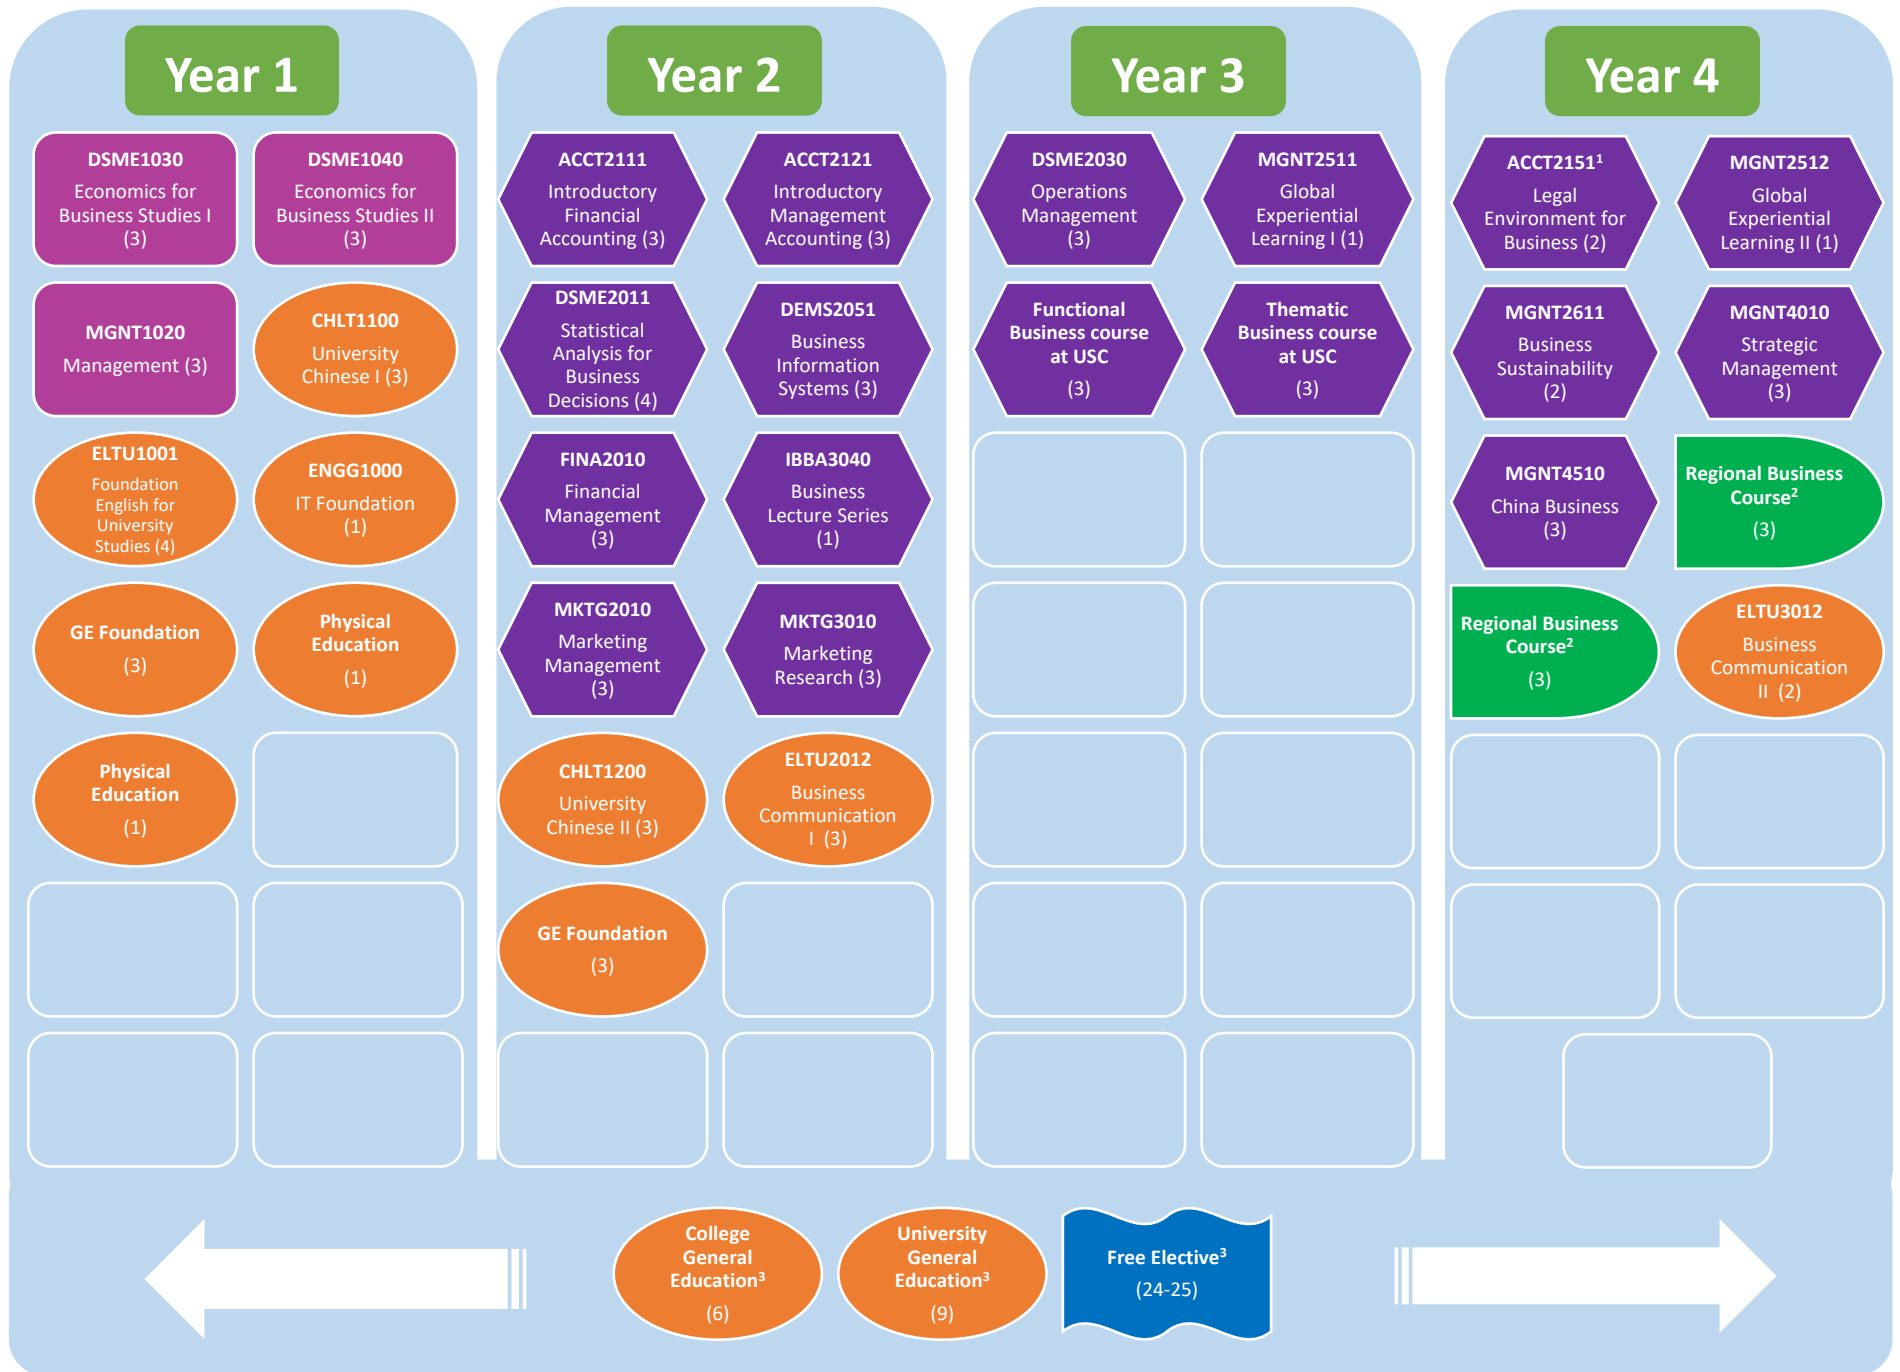 Year 1
DSME1030
Economics for
Business Studies I
(3)
DSME1040
Economics for
Business Studies II
(3)
MGNT1020
Management (3)
CHLT1100
University
Chinese I (3)
ELTU1001
Foundation
English for
University
Studies (4)
ENGG1000
IT Foundation
(1)
GE Foundation
(3)
Physical
Education
(1)
Physical
Education
(1)
Year 2
ACCT2111
Introductory
Financial
Accounting (3)
ACCT2121
Introductory
Management
Accounting (3)
DSME2011
Statistical
Analysis for
Business
Decisions (4)
DEMS2051
Business
Information
Systems (3)
FINA2010
Financial
Management
(3)
IBBA3040
Business
Lecture Series
(1)
MKTG2010
Marketing
Management
(3)
MKTG3010
Marketing
Research (3)
CHLT1200
University
Chinese II (3)
ELTU2012
Business
Communication
I (3)
GE Foundation
(3)
Year 3
DSME2030
Operations
Management
(3)
MGNT2511
Global
Experiential
Learning I (1)
Functional
Business course
at USC
(3)
Thematic
Business course
at USC
(3)
Year 4
ACCT2151¹
Legal
Environment for
Business (2)
MGNT2512
Global
Experiential
Learning II (1)
MGNT2611
Business
Sustainability
(2)
MGNT4010
Strategic
Management
(3)
MGNT4510
China Business
(3)
Regional Business
Course²
(3)
Regional Business
Course²
(3)
ELTU3012
Business
Communication
II (2)
College
General
Education³
(6)
University
General
Education³
(9)
Free Elective³
(24-25)